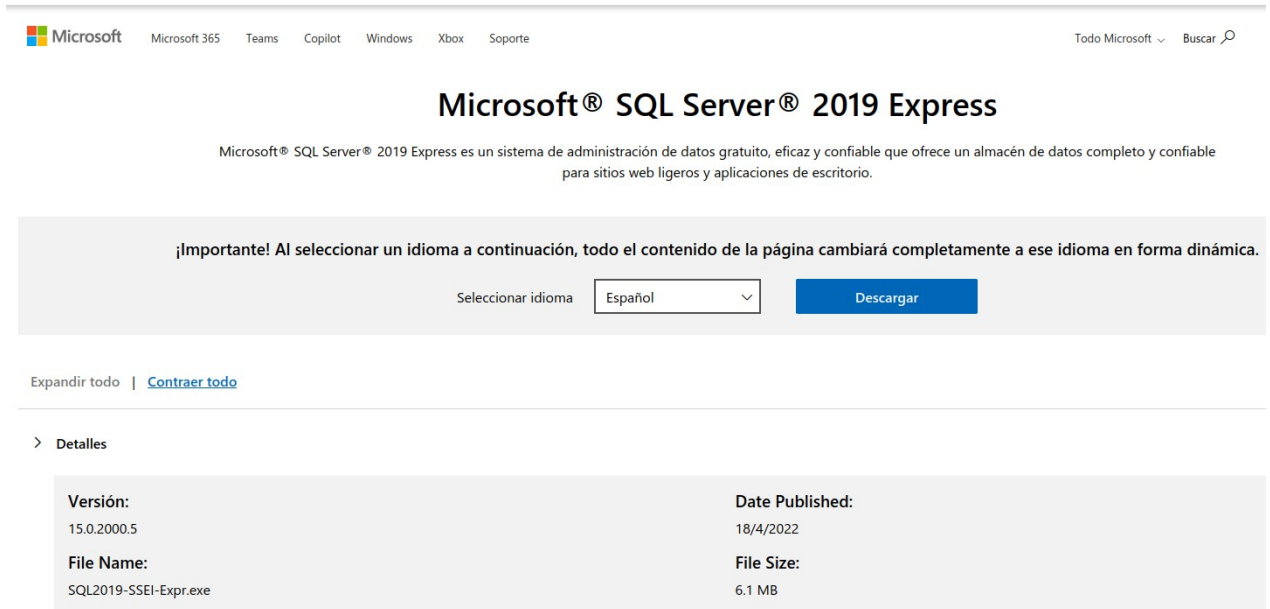 Microsoft Microsoft 365 Teams Copilot Windows Xbox Soporte Todo Microsoft Buscar
Microsoft® SQL Server® 2019 Express
Microsoft® SQL Server® 2019 Express es un sistema de administración de datos gratuito, eficaz y confiable que ofrece un almacén de datos completo y confiable
para sitios web ligeros y aplicaciones de escritorio.
¡Importante! Al seleccionar un idioma a continuación, todo el contenido de la página cambiará completamente a ese idioma en forma dinámica.
Seleccionar idioma Español Descargar
Expandir todo | Contraer todo
Detalles
Versión: Date Published:
15.0.2000.5 18/4/2022
File Name: File Size:
SQL2019-SSEI-Expr.exe 6.1 MB